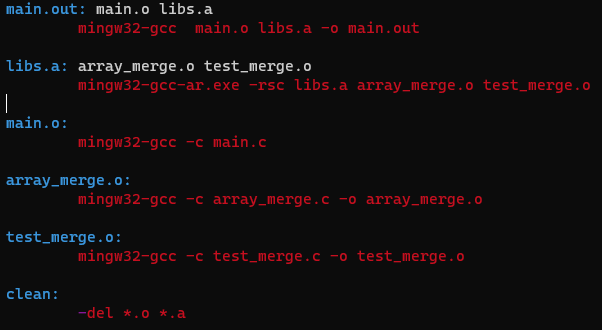 main.out: main.o libs.a
mingw32-gcc  main.o libs.a -o main.out
libs.a: array_merge.o test_merge.o
mingw32-gcc-ar.exe -rsc libs.a array_merge.o test_merge.o
main.o:
mingw32-gcc -c main.c
array_merge.o:
mingw32-gcc -c array_merge.c -o array_merge.o
test_merge.o:
mingw32-gcc -c test_merge.c -o test_merge.o
clean:
-del *.o *.a